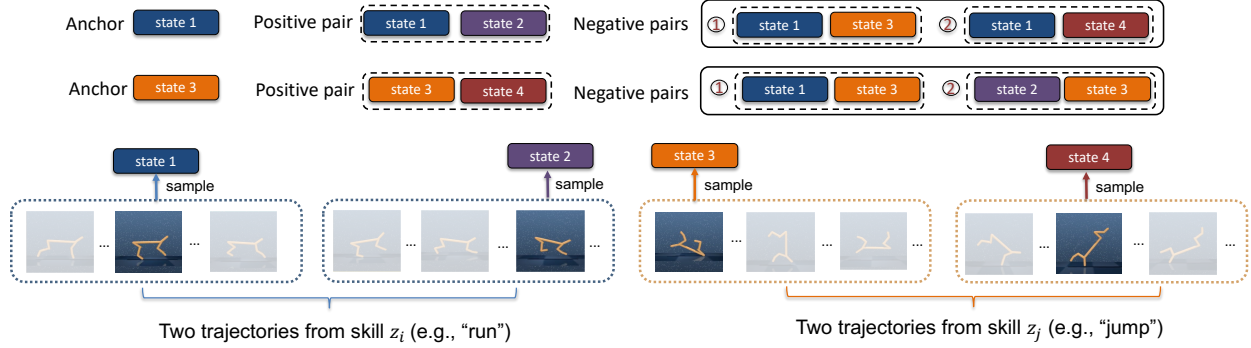 Anchor state 1 Positive pair state 1 state 2 Negative pairs ① state 1 state 3 ② state 1 state 4
Anchor state 3 Positive pair state 3 state 4 Negative pairs ① state 1 state 3 ② state 2 state 3
state 1 state 2 state 3 state 4
sample sample sample sample
... ... ... ... ... ... ... ...
Two trajectories from skill z_i (e.g., “run”) Two trajectories from skill z_j (e.g., “jump”)